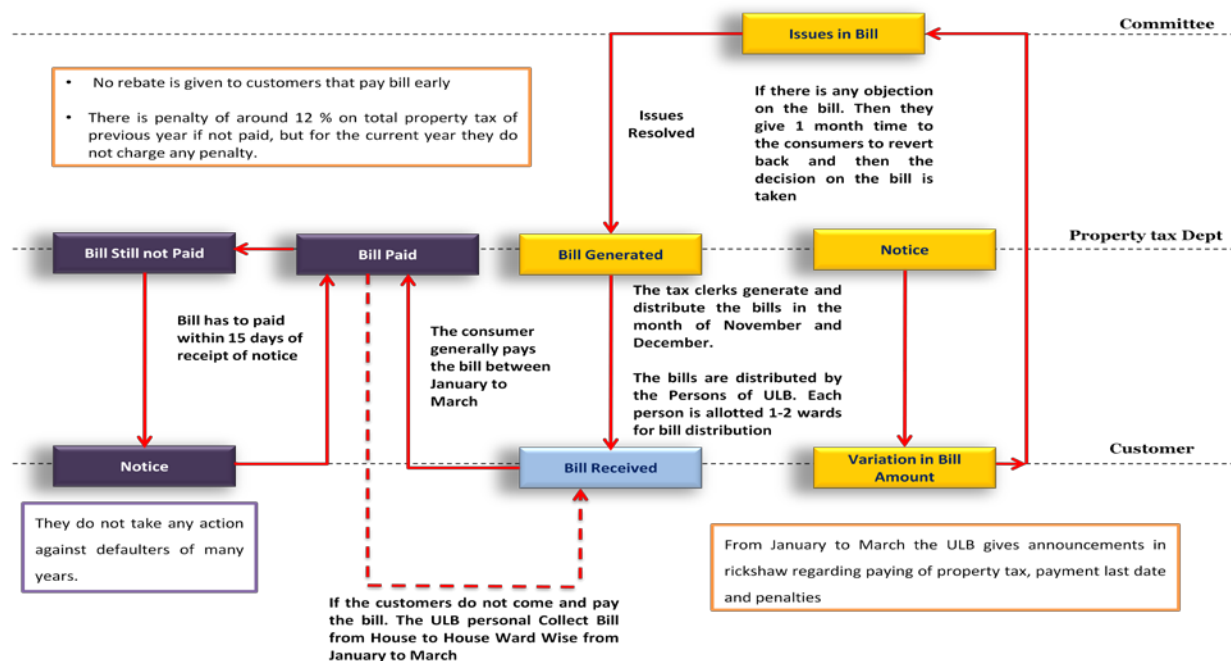 Committee
Issues in Bill
• No rebate is given to customers that pay bill early
• There is penalty of around 12 % on total property tax of
previous year if not paid, but for the current year they do
not charge any penalty.
Issues
Resolved
If there is any objection
on the bill. Then they
give 1 month time to
the consumers to revert
back and then the
decision on the bill is
taken
Property tax Dept
Bill Still not Paid
Bill Paid
Bill Generated
Notice
Bill has to paid
within 15 days of
receipt of notice
The consumer
generally pays
the bill between
January to
March
The tax clerks generate and
distribute the bills in the
month of November and
December.
The bills are distributed by
the Persons of ULB. Each
person is allotted 1-2 wards
for bill distribution
Customer
Notice
Bill Received
Variation in Bill
Amount
They do not take any action
against defaulters of many
years.
From January to March the ULB gives announcements in
rickshaw regarding paying of property tax, payment last date
and penalties
If the customers do not come and pay
the bill. The ULB personal Collect Bill
from House to House Ward Wise from
January to March